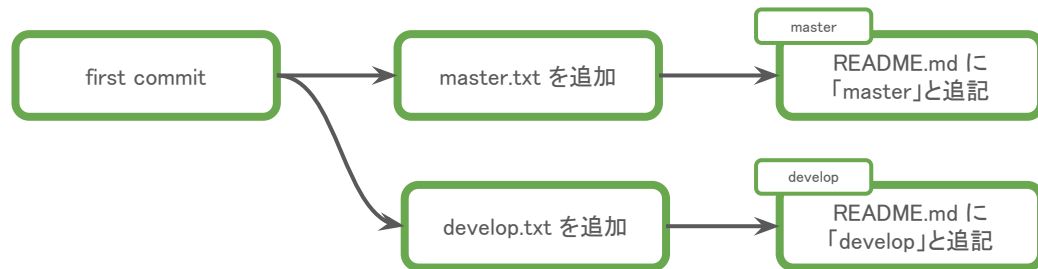 first commit
master.txt を追加
master
README.md に
「master」と追記
develop.txt を追加
develop
README.md に
「develop」と追記